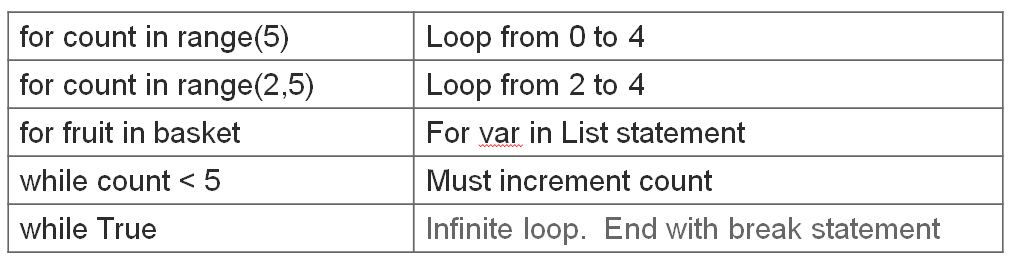 for count in range(5) Loop from 0 to 4
for count in range(2,5) Loop from 2 to 4
for fruit in basket For var in List statement
while count < 5 Must increment count
while True Infinite loop.  End with break statement